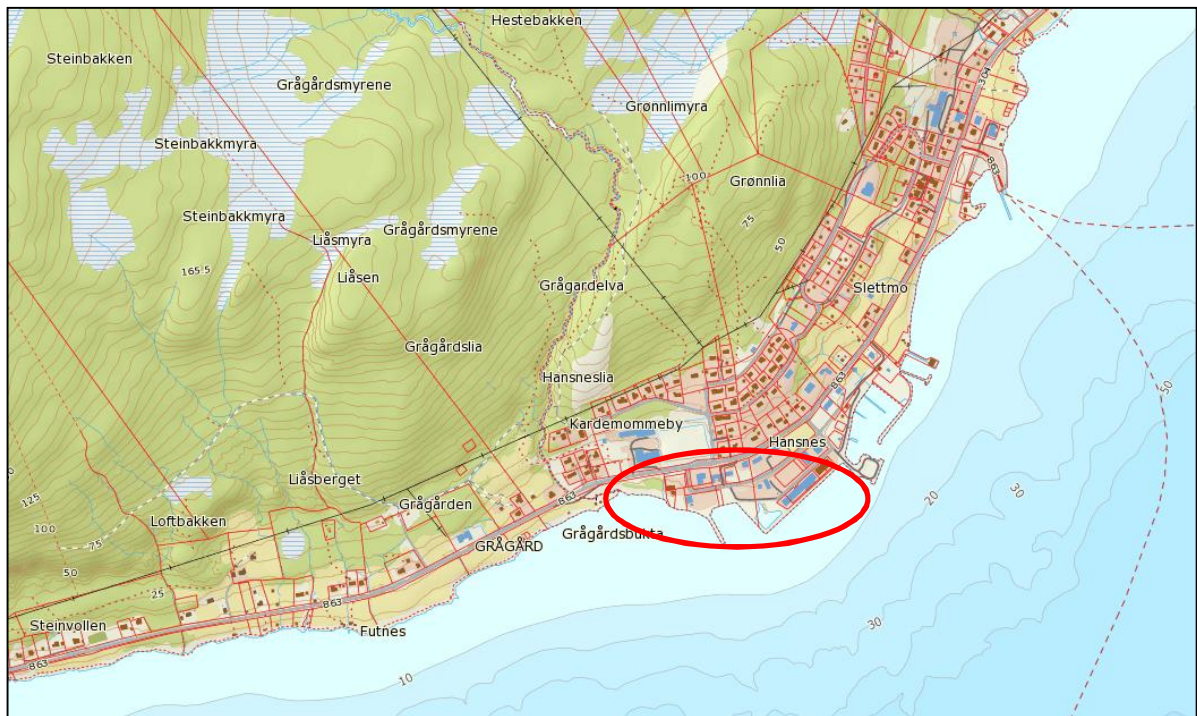 Hestebakken
Steinbakken
Grågårdsmyrene
304
Grønnlimyra
Steinbakkmyra
863
100
Grønnlia
Steinbakkmyra
75
Grågårdsmyrene
Liåsmyra
50
165.5
Liåsen
Grågardelva
Slettmo
Grågårdslia
Hansneslia
863
50
Kardemommeby
Hansnes
Liåsberget
125
863
20
30
Grågården
Loftbakken
100
Grågårdsbukta
75
GRÅGÅRD
50
25
863
Steinvollen
30
Futnes
863
10